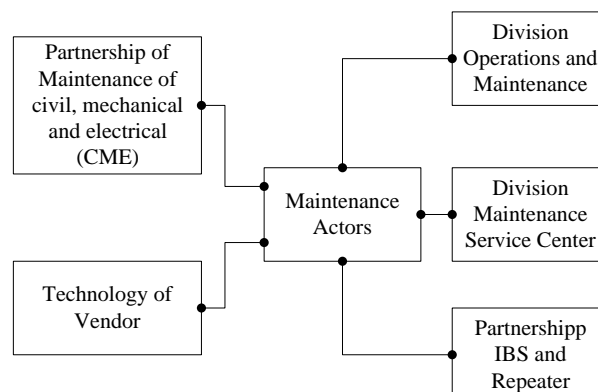 Partnership of
Maintenance of
civil, mechanical
and electrical
(CME)
Technology of
Vendor
Maintenance
Actors
Division
Operations and
Maintenance
Division
Maintenance
Service Center
Partnershipp
IBS and
Repeater